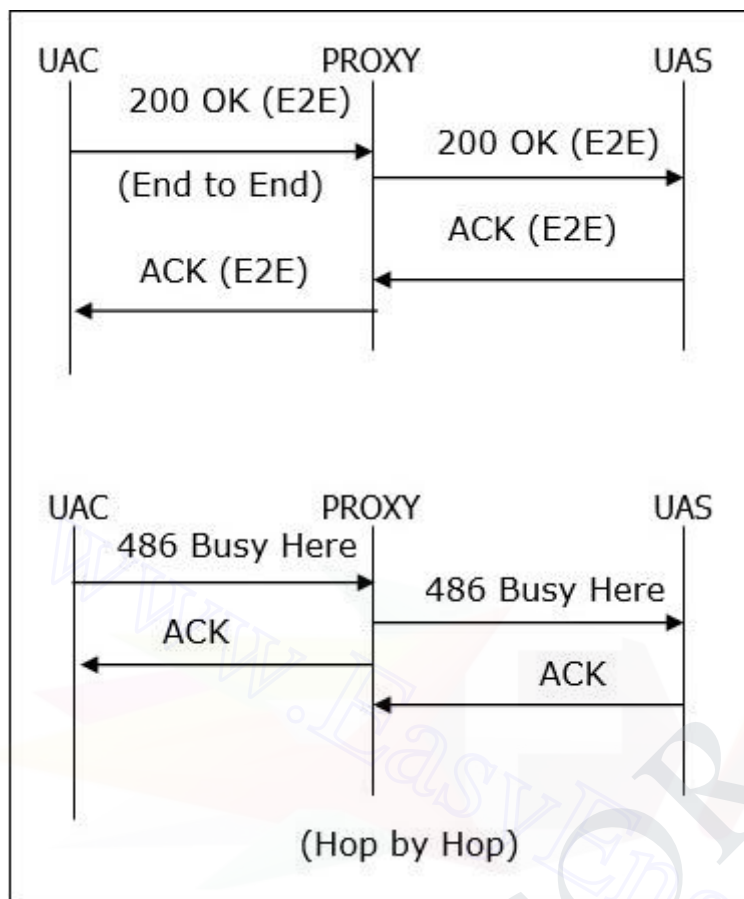 UAC PROXY UAS
200 OK (E2E)
200 OK (E2E)
(End to End)
ACK (E2E)
ACK (E2E)
UAC PROXY UAS
486 Busy Here
486 Busy Here
ACK
ACK
(Hop by Hop)